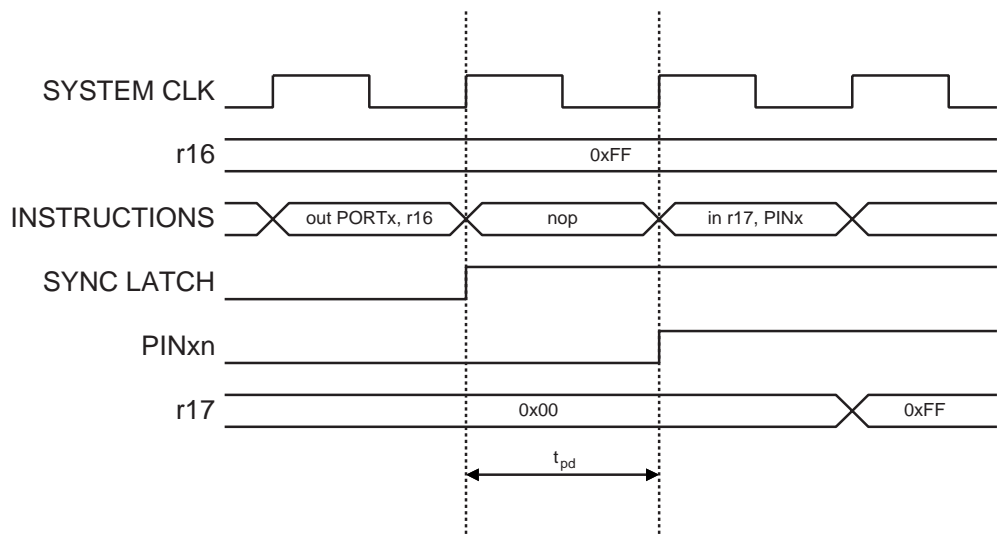 SYSTEM CLK
r16
0xFF
INSTRUCTIONS
out PORTx, r16
nop
in r17, PINx
SYNC LATCH
PINxn
r17
0x00
0xFF
tpd